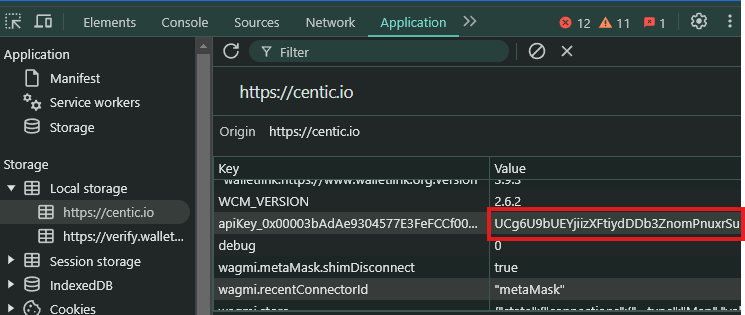 Elements Console Sources Network Application 12 11 1
Application
Manifest
Service workers
Storage
Storage
Local storage
https://centic.io
https://verify.wallet...
Session storage
IndexedDB
Cookies
Filter
https://centic.io
Origin https://centic.io
Key Value
-walletlink:https://www.walletlink.org:version 3.9.3
WCM_VERSION 2.6.2
apiKey_0x00003bAdAe9304577E3FeFCCf00... UCg6U9bUEYjiizXFtiydDDb3ZnomPnuxrSu
debug 0
wagmi.metaMask.shimDisconnect true
wagmi.recentConnectorId "metaMask"
wagmi.store